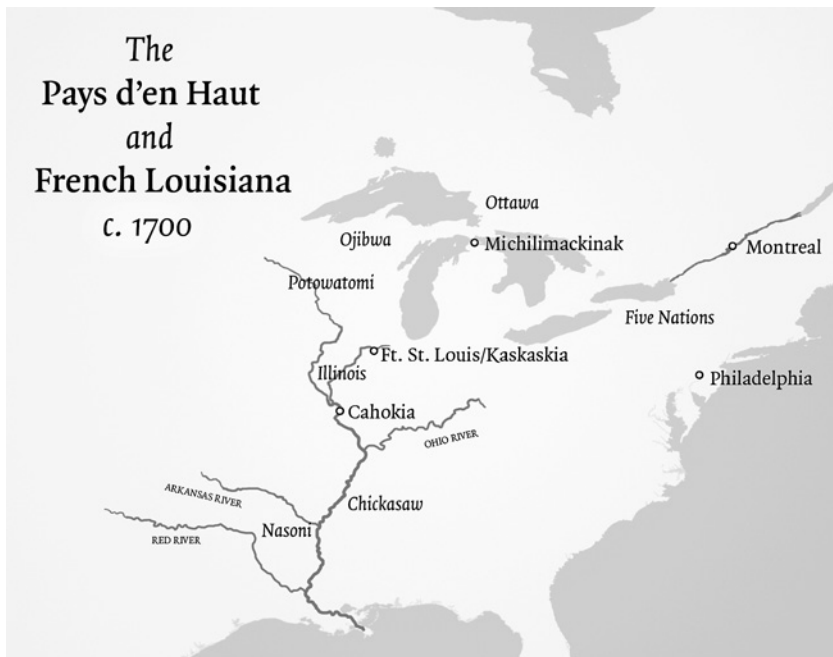 The
Pays d’en Haut
and
French Louisiana
c. 1700
Ottawa
Ojibwa
Michilimackinak
Montreal
Potowatomi
Five Nations
Ft. St. Louis/Kaskaskia
Illinois
Philadelphia
Cahokia
OHIO RIVER
ARKANSAS RIVER
Chickasaw
Nasoni
RED RIVER